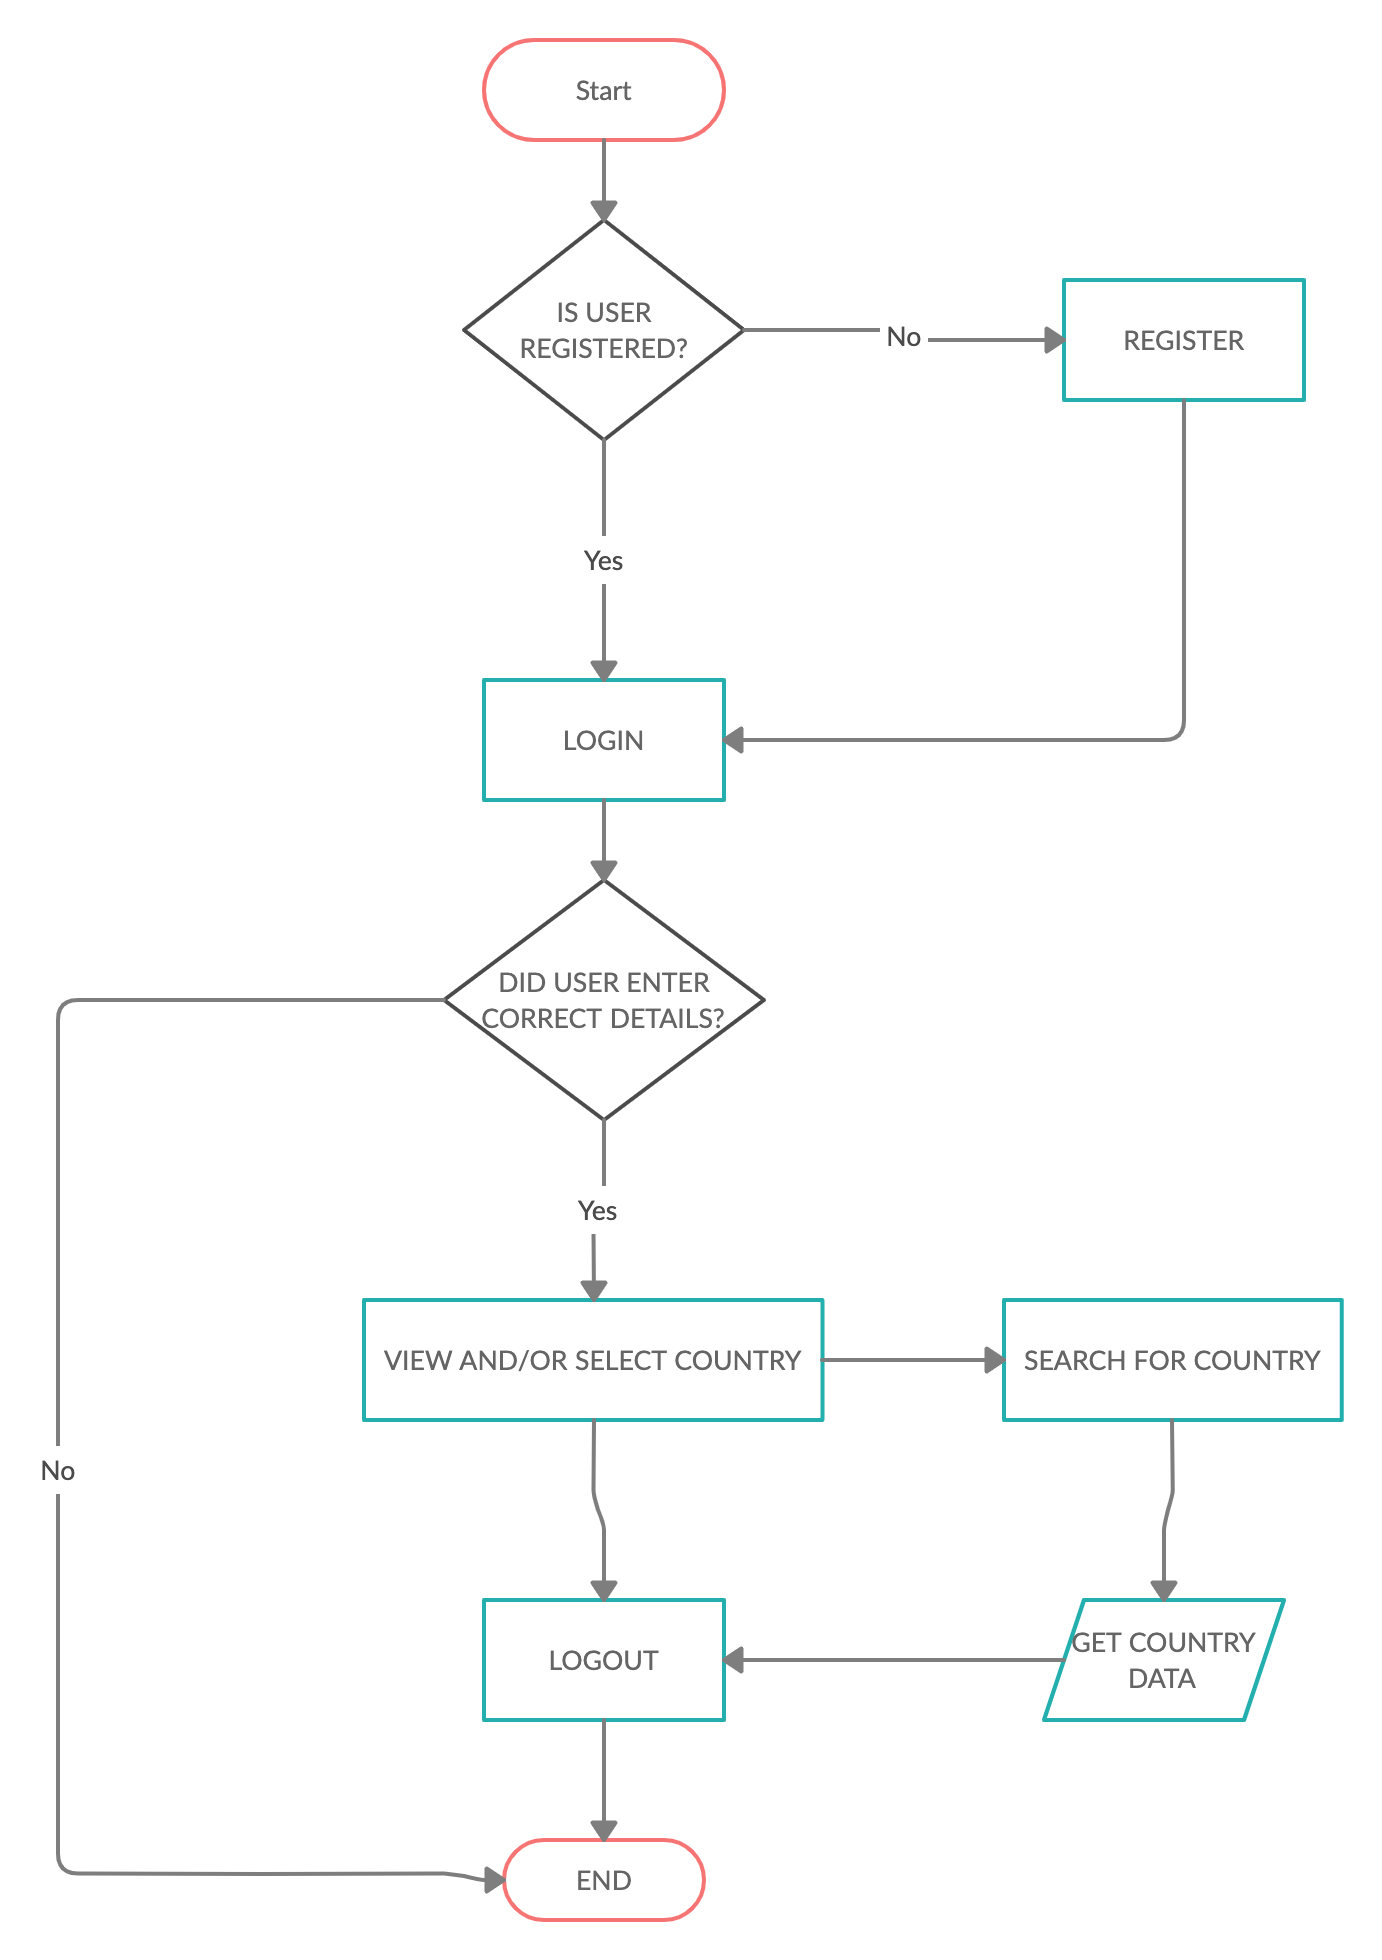 Start
IS USER
REGISTERED?
No
REGISTER
Yes
LOGIN
DID USER ENTER
CORRECT DETAILS?
Yes
VIEW AND/OR SELECT COUNTRY
SEARCH FOR COUNTRY
No
LOGOUT
GET COUNTRY
DATA
END